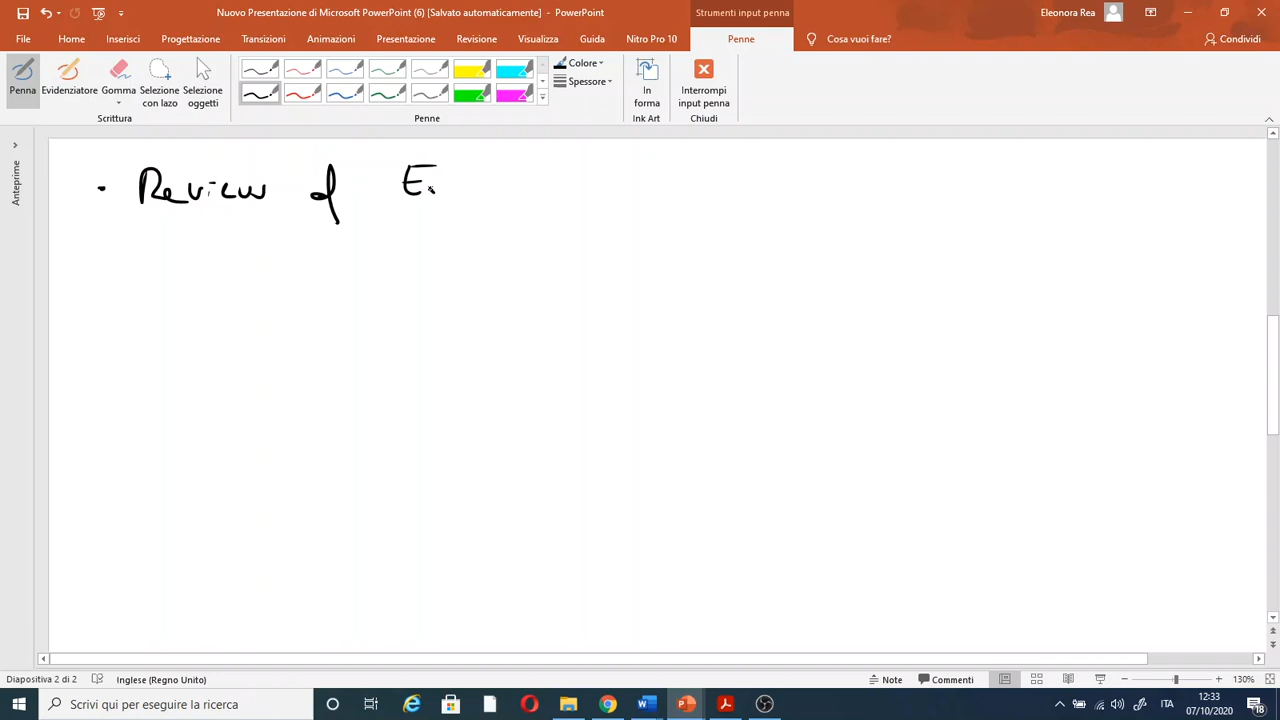 Nuovo Presentazione di Microsoft PowerPoint (6) [Salvato automaticamente] - PowerPoint
Strumenti input penna
Eleonora Rea
File Home Inserisci Progettazione Transizioni Animazioni Presentazione Revisione Visualizza Guida Nitro Pro 10 Penne Cosa vuoi fare? Condividi
Penna Evidenziatore Gomma Selezione con lazo Selezione oggetti
Colore
Spessore
In forma
Interrompi input penna
Scrittura Penne Ink Art Chiudi
Anteprime
· Review of E
Diapositiva 2 di 2 Inglese (Regno Unito) Note Commenti 130%
Scrivi qui per eseguire la ricerca
12:33
07/10/2020
18